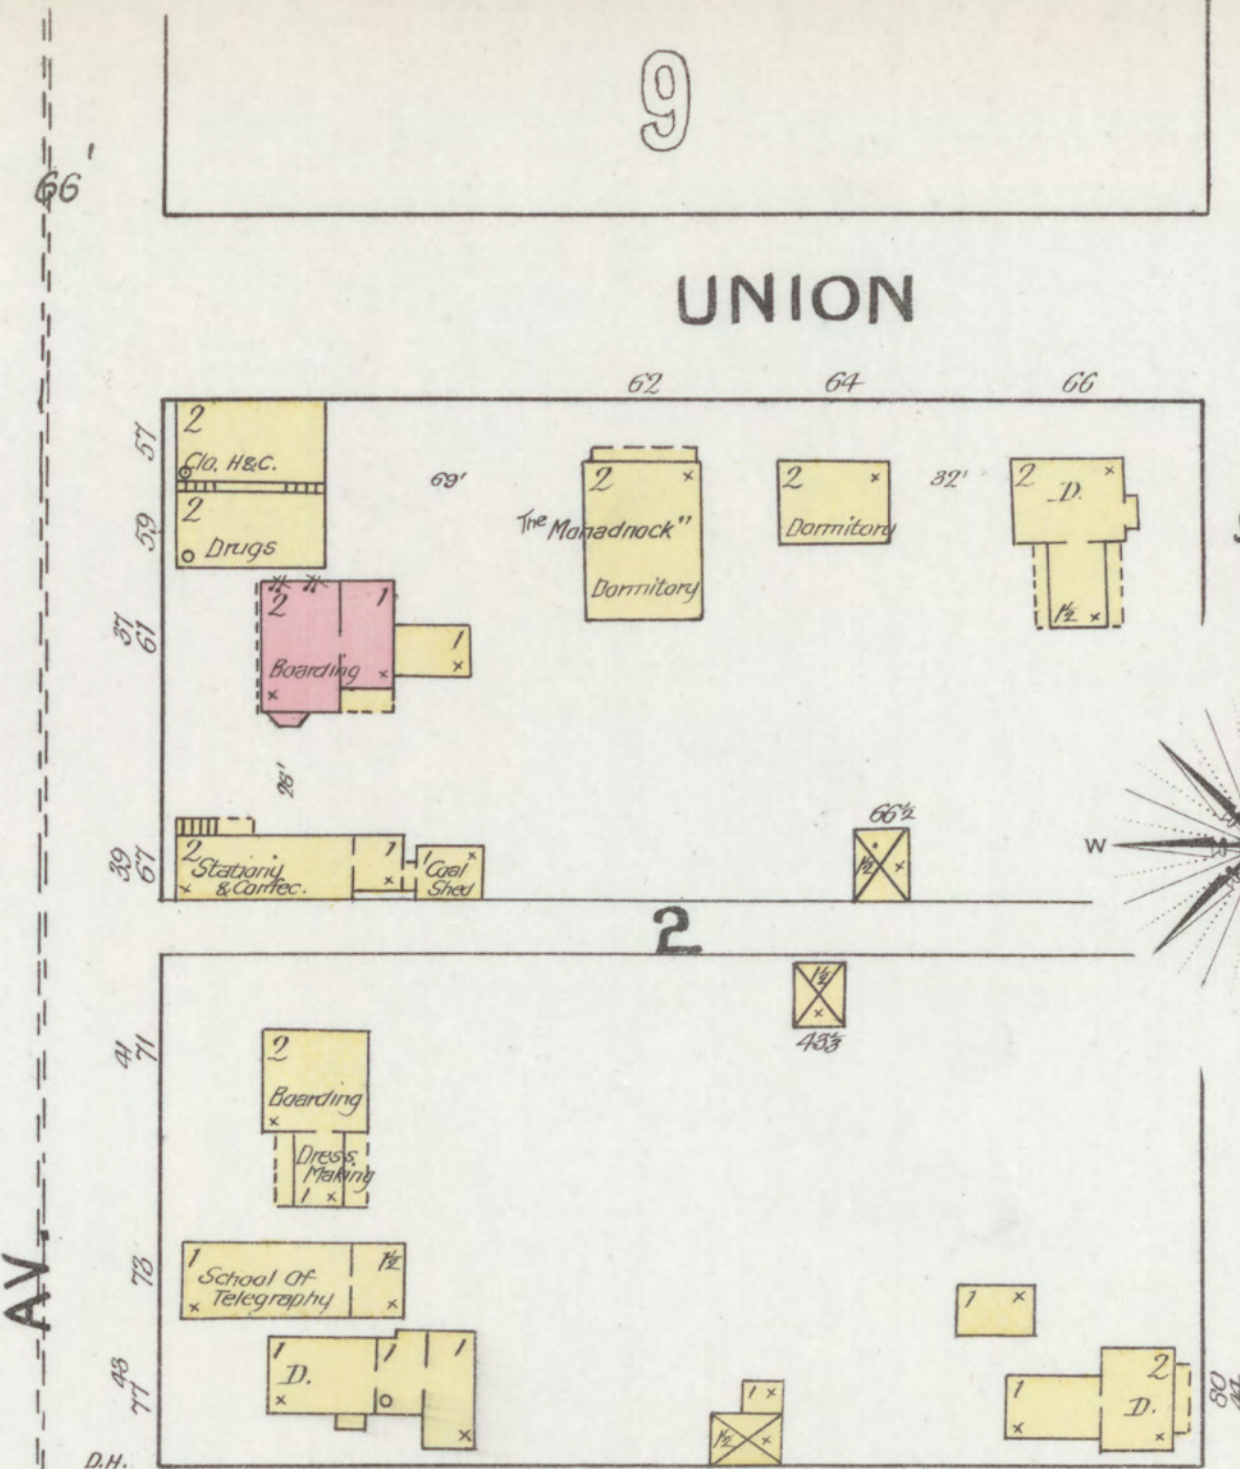 9
66'
UNION
62
64
66
57
2
Clo. H&C.
59
2
Drugs
69'
2
The "Monadnock"
Dormitory
2
Dormitory
32'
2
D.
1½
37
61
2
1
Boarding
1
26'
39
67
2
Stationy
& Confec.
1
1
Coal
Shed
66½
1½
W
2
1½
43⅓
41
71
2
Boarding
Dress
Making
1
73
1
School Of
Telegraphy
1½
AV.
43
77
1
D.
1
1
1
1½
1
1
2
D.
80
44
D.H.